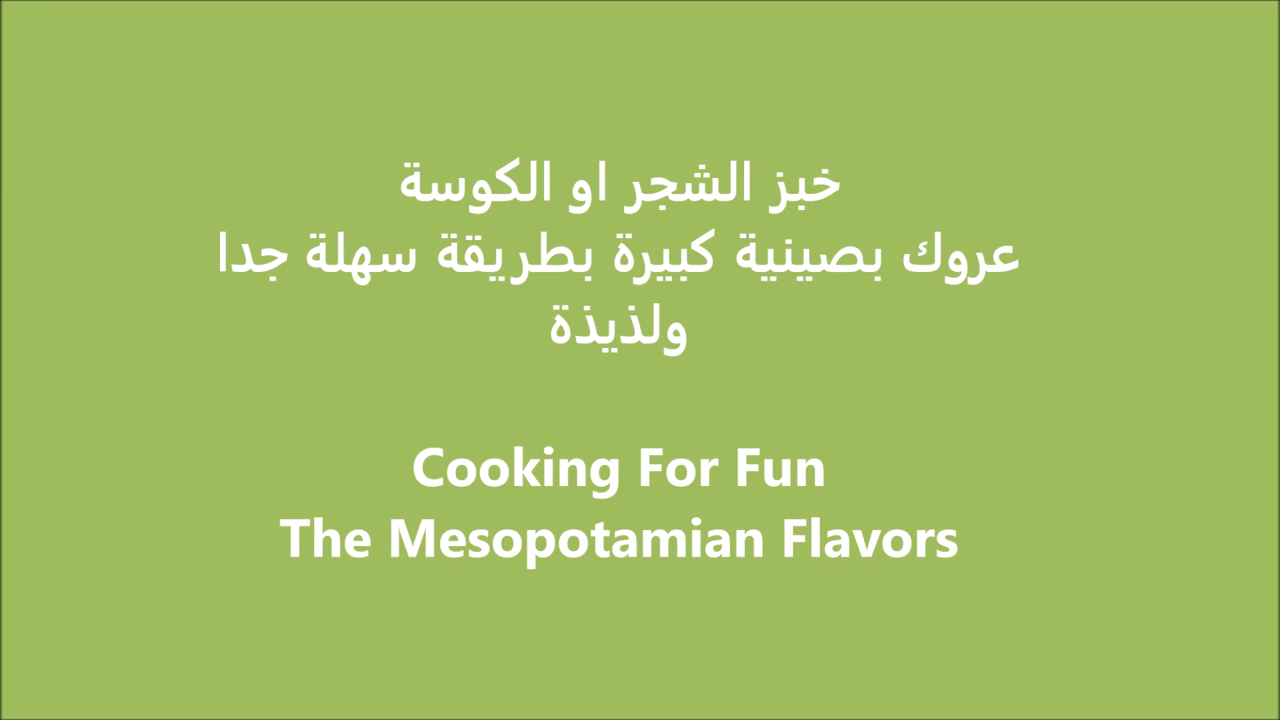 خبز الشجر او الكوسة
عروك بصينية كبيرة بطريقة سهلة جدا
ولذيذة
Cooking For Fun
The Mesopotamian Flavors